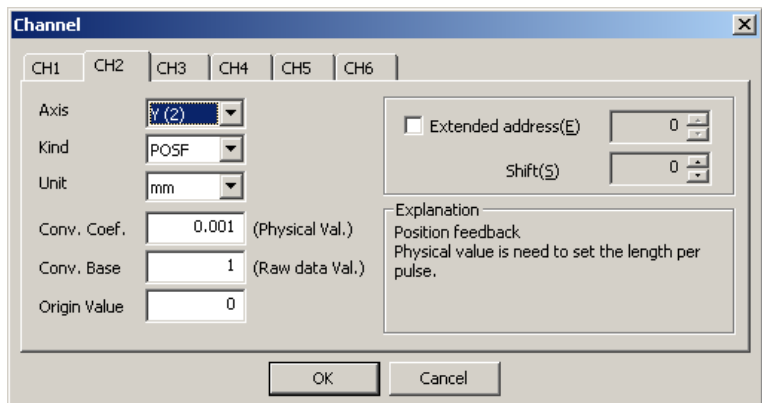 Channel
CH1 CH2 CH3 CH4 CH5 CH6
Axis Y (2)
Kind POSF
Unit mm
Conv. Coef. 0.001 (Physical Val.)
Conv. Base 1 (Raw data Val.)
Origin Value 0
Extended address(E) 0
Shift(S) 0
Explanation
Position feedback
Physical value is need to set the length per
pulse.
OK Cancel